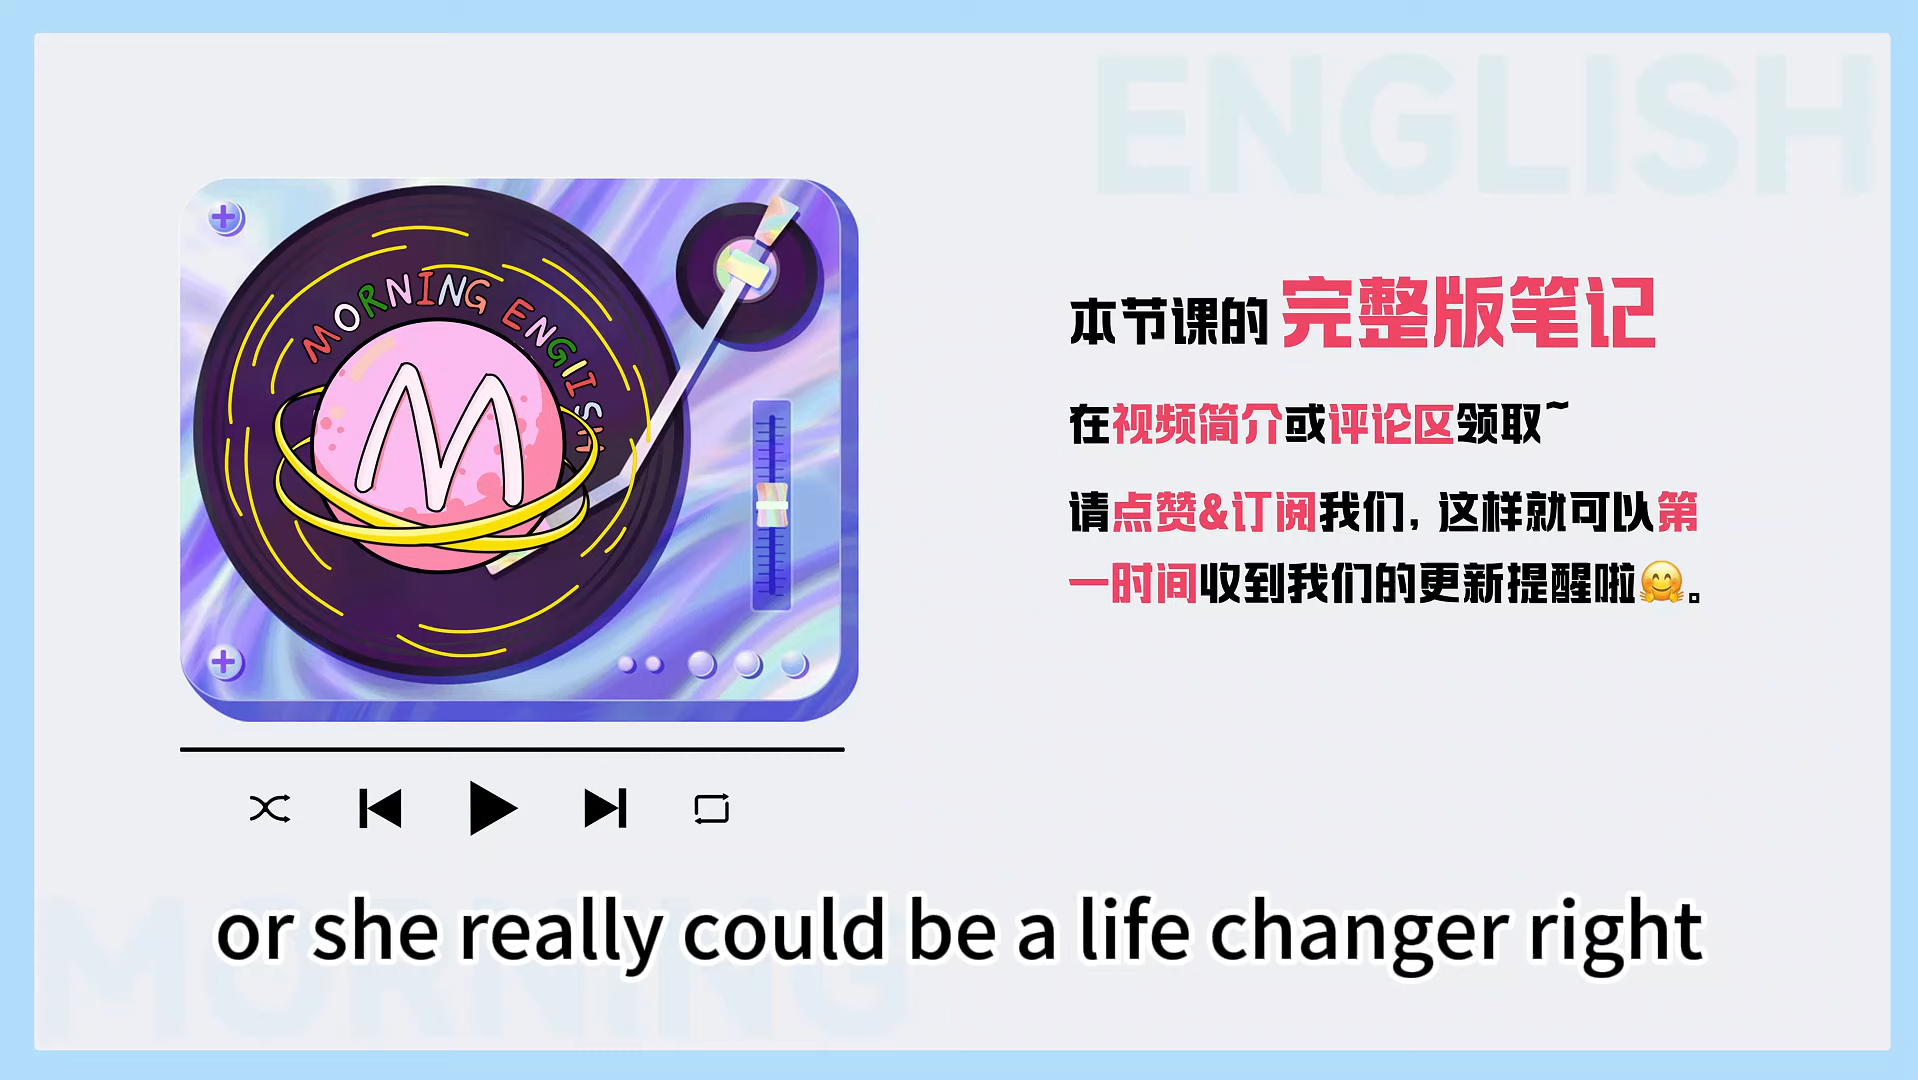 ENGLISH
MORNING ENGlISH
M
本节课的 完整版笔记
在视频简介或评论区领取~
请点赞&订阅我们，这样就可以第
一时间收到我们的更新提醒啦🤗。
or she really could be a life changer right
MORNING